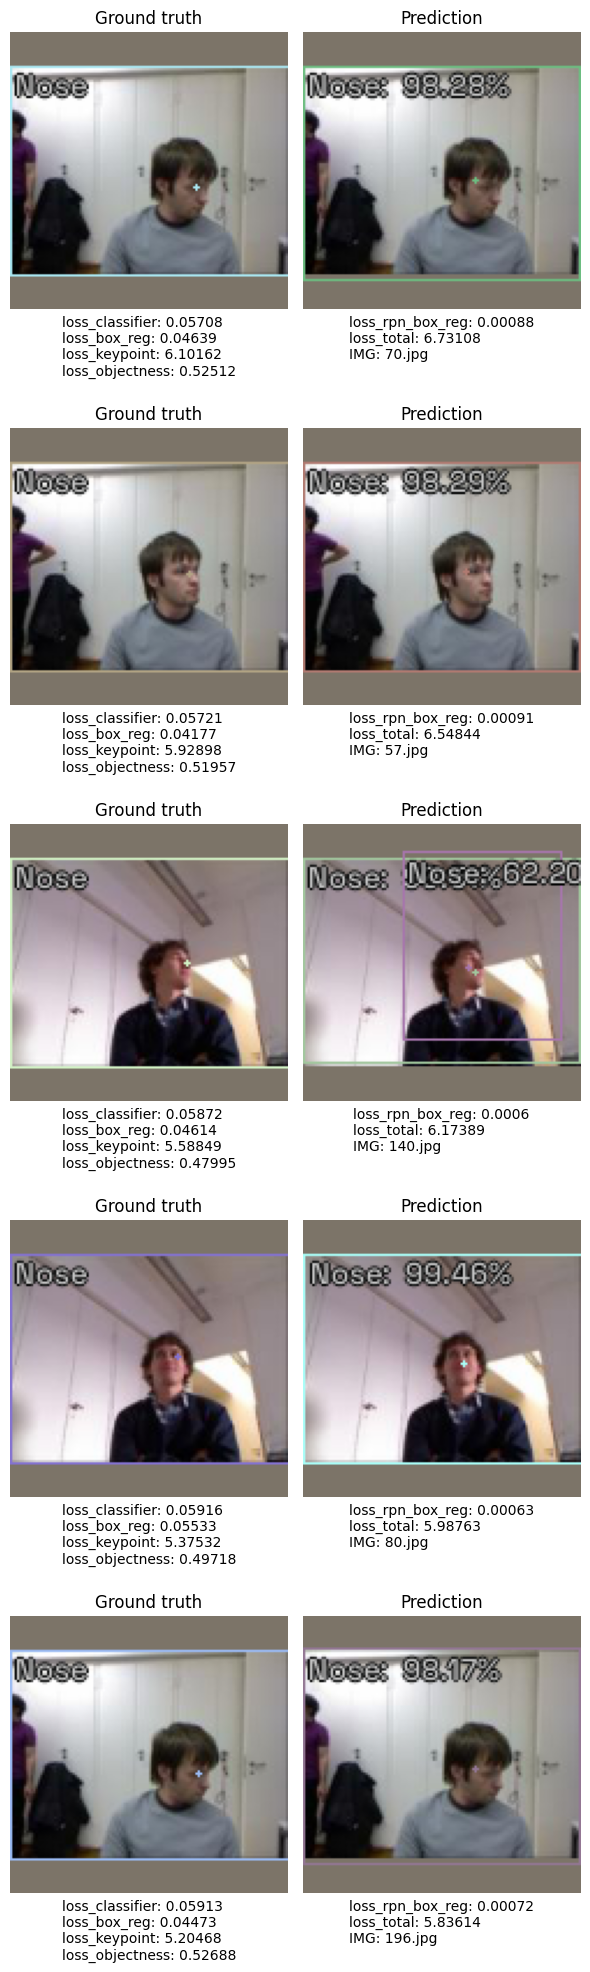 Ground truth
Prediction
Nose
Nose: 98.28%
loss_classifier: 0.05708
loss_box_reg: 0.04639
loss_keypoint: 6.10162
loss_objectness: 0.52512
loss_rpn_box_reg: 0.00088
loss_total: 6.73108
IMG: 70.jpg
Ground truth
Prediction
Nose
Nose: 98.29%
loss_classifier: 0.05721
loss_box_reg: 0.04177
loss_keypoint: 5.92898
loss_objectness: 0.51957
loss_rpn_box_reg: 0.00091
loss_total: 6.54844
IMG: 57.jpg
Ground truth
Prediction
Nose
Nose:
Nose: 62.20
loss_classifier: 0.05872
loss_box_reg: 0.04614
loss_keypoint: 5.58849
loss_objectness: 0.47995
loss_rpn_box_reg: 0.0006
loss_total: 6.17389
IMG: 140.jpg
Ground truth
Prediction
Nose
Nose: 99.46%
loss_classifier: 0.05916
loss_box_reg: 0.05533
loss_keypoint: 5.37532
loss_objectness: 0.49718
loss_rpn_box_reg: 0.00063
loss_total: 5.98763
IMG: 80.jpg
Ground truth
Prediction
Nose
Nose: 98.17%
loss_classifier: 0.05913
loss_box_reg: 0.04473
loss_keypoint: 5.20468
loss_objectness: 0.52688
loss_rpn_box_reg: 0.00072
loss_total: 5.83614
IMG: 196.jpg